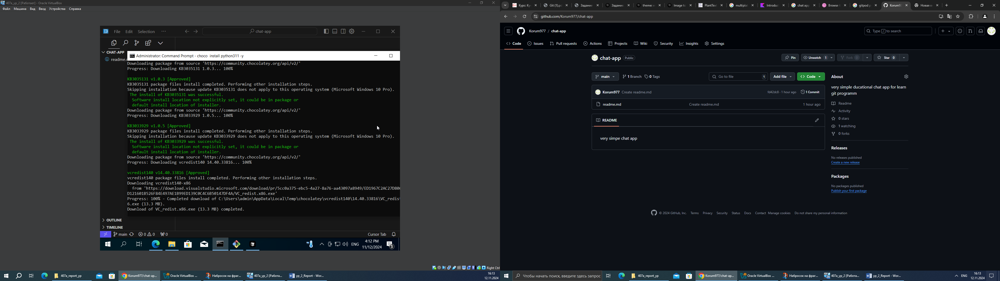 407a_yp_2 [Работает] - Oracle VirtualBox
Файл Машина Вид Ввод Устройства Справка
File Edit Selection ···
chat-app
CHAT-APP
readme.
Administrator: Command Prompt - choco install python311 -y
Downloading package from source 'https://community.chocolatey.org/api/v2/'
Progress: Downloading KB3035131 1.0.3... 100%
KB3035131 v1.0.3 [Approved]
KB3035131 package files install completed. Performing other installation steps.
Skipping installation because update KB3035131 does not apply to this operating system (Microsoft Windows 10 Pro).
The install of KB3035131 was successful.
Software install location not explicitly set, it could be in package or
default install location of installer.
Downloading package from source 'https://community.chocolatey.org/api/v2/'
Progress: Downloading KB3033929 1.0.5... 100%
KB3033929 v1.0.5 [Approved]
KB3033929 package files install completed. Performing other installation steps.
Skipping installation because update KB3033929 does not apply to this operating system (Microsoft Windows 10 Pro).
The install of KB3033929 was successful.
Software install location not explicitly set, it could be in package or
default install location of installer.
Downloading package from source 'https://community.chocolatey.org/api/v2/'
Progress: Downloading vcredist140 14.40.33816... 100%
vcredist140 v14.40.33816 [Approved]
vcredist140 package files install completed. Performing other installation steps.
Downloading vcredist140-x86
from 'https://download.visualstudio.microsoft.com/download/pr/5cc0a375-ebc5-4a27-8a76-aa43097a8949/ED1967C2AC27D806
D121601B526F84E497AE1B99ED139C0C4C6B50147DF4A/VC_redist.x86.exe'
Progress: 100% - Completed download of C:\Users\admin\AppData\Local\Temp\chocolatey\vcredist140\14.40.33816\VC_redis
6.exe (13.3 MB).
Download of VC_redist.x86.exe (13.3 MB) completed.
OUTLINE
TIMELINE
main 0 0 0 Cursor Tab
ENG 4:12 PM
11/12/2024 3
Right Ctrl
407a_report_yp Korum977/chat-ap... Oracle VirtualBox ... Набросок на фраг... 407a_yp_2 [Работа... yp_2_Report - Wor... 16:13
12.11.2024
Курс: Ку Git (1).pd Задание Задание. theme: v Image to PlantText multiplat Introduc chat app Browse t gitpod p Korum9 Новая в
github.com/Korum977/chat-app
Korum977 / chat-app
Type / to search
Code Issues Pull requests Actions Projects Wiki Security Insights Settings
chat-app Public
Pin Unwatch 1 Fork 0 Star 0
main 1 Branch 0 Tags Go to file t Add file Code
Korum977 Create readme.md fd42dc8 · 1 hour ago 1 Commit
readme.md Create readme.md 1 hour ago
README
very simpe chat app
About
very simple ducational chat app for learn
git programm
Readme
Activity
0 stars
1 watching
0 forks
Releases
No releases published
Create a new release
Packages
No packages published
Publish your first package
© 2024 GitHub, Inc. Terms Privacy Security Status Docs Contact Manage cookies Do not share my personal information
Чтобы начать поиск, введите здесь запрос 407a_report_yp Korum977/chat-ap... Oracle VirtualBox ... Набросок на фраг... 407a_yp_2 [Работа... yp_2_Report - Wor... ENG 16:13
12.11.2024